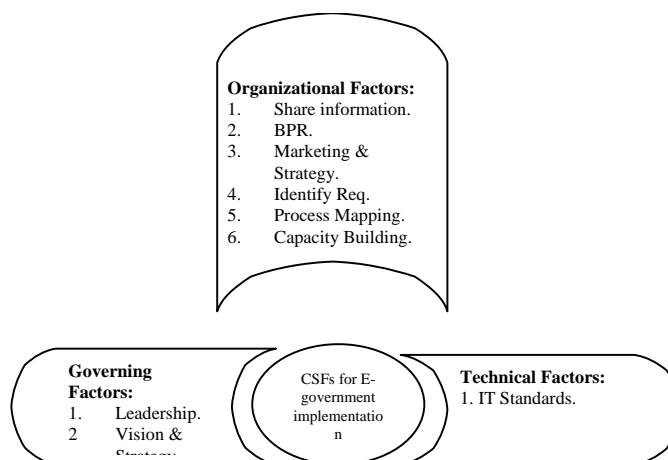 Organizational Factors:
1. Share information.
2. BPR.
3. Marketing &
Strategy.
4. Identify Req.
5. Process Mapping.
6. Capacity Building.
Governing
Factors:
1. Leadership.
2 Vision &
CSFs for E-
government
implementatio
n
Technical Factors:
1. IT Standards.